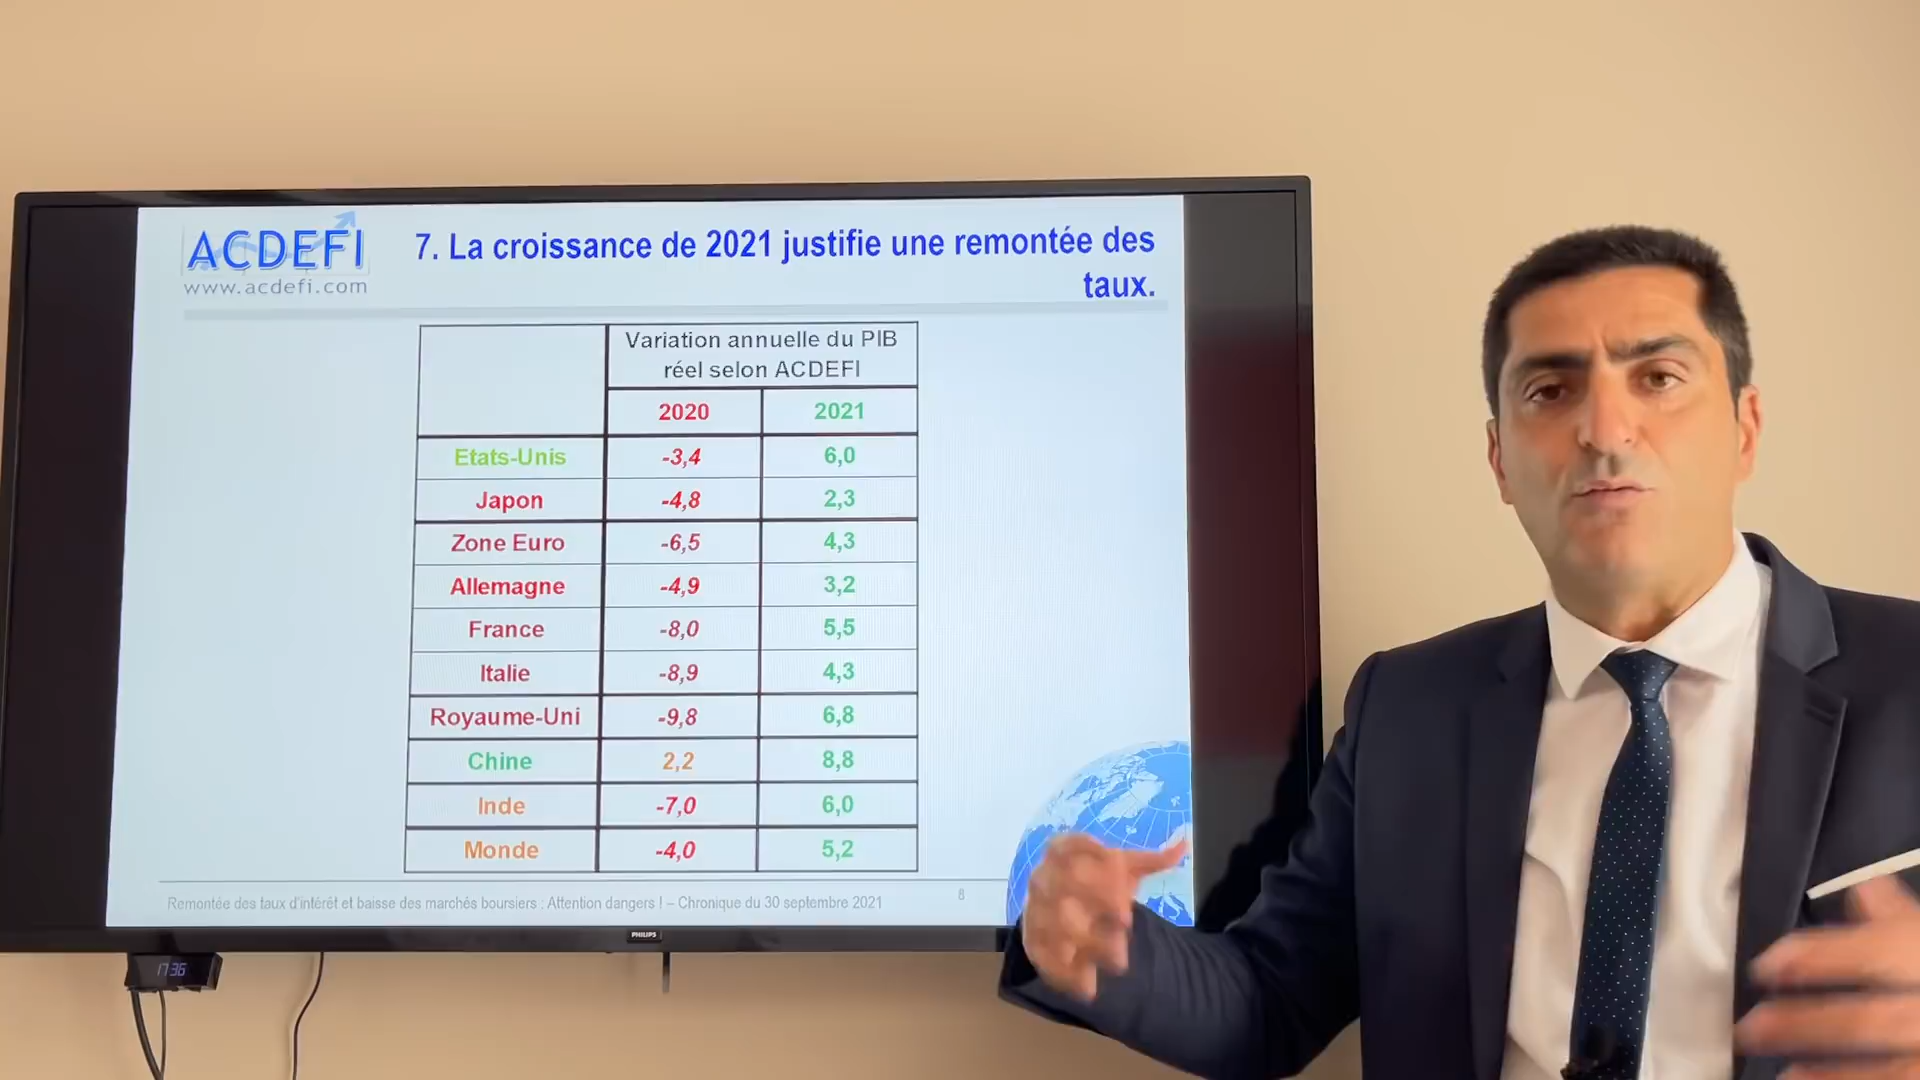 ACDEFI
www.acdefi.com
7. La croissance de 2021 justifie une remontée des
taux.
Variation annuelle du PIB
réel selon ACDEFI
2020 2021
Etats-Unis -3,4 6,0
Japon -4,8 2,3
Zone Euro -6,5 4,3
Allemagne -4,9 3,2
France -8,0 5,5
Italie -8,9 4,3
Royaume-Uni -9,8 6,8
Chine 2,2 8,8
Inde -7,0 6,0
Monde -4,0 5,2
Remontée des taux d'intérêt et baisse des marchés boursiers : Attention dangers ! – Chronique du 30 septembre 2021 8
PHILIPS
17:36